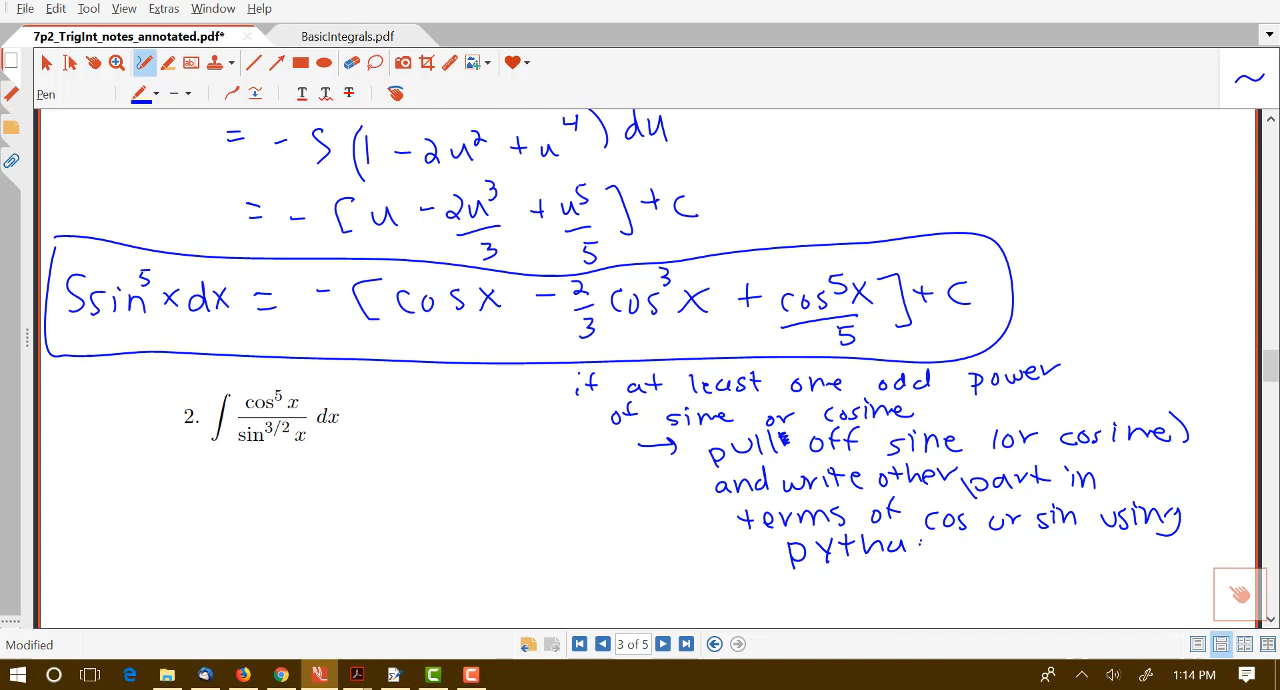 File Edit Tool View Extras Window Help
7p2_TrigInt_notes_annotated.pdf* × BasicIntegrals.pdf
Pen
= - ∫ (1 - 2u² + u⁴) du
= - [u - 2u³/3 + u⁵/5] + C
∫sin⁵ x dx = - [cos x - 2/3 cos³ x + cos⁵x/5] + C
if at least one odd power
of sine or cosine
→ pull off sine (or cosine)
and write other part in
terms of cos or sin using
pytha
2. ∫ cos⁵ x / sin^{3/2} x dx
Modified 3 of 5
1:14 PM